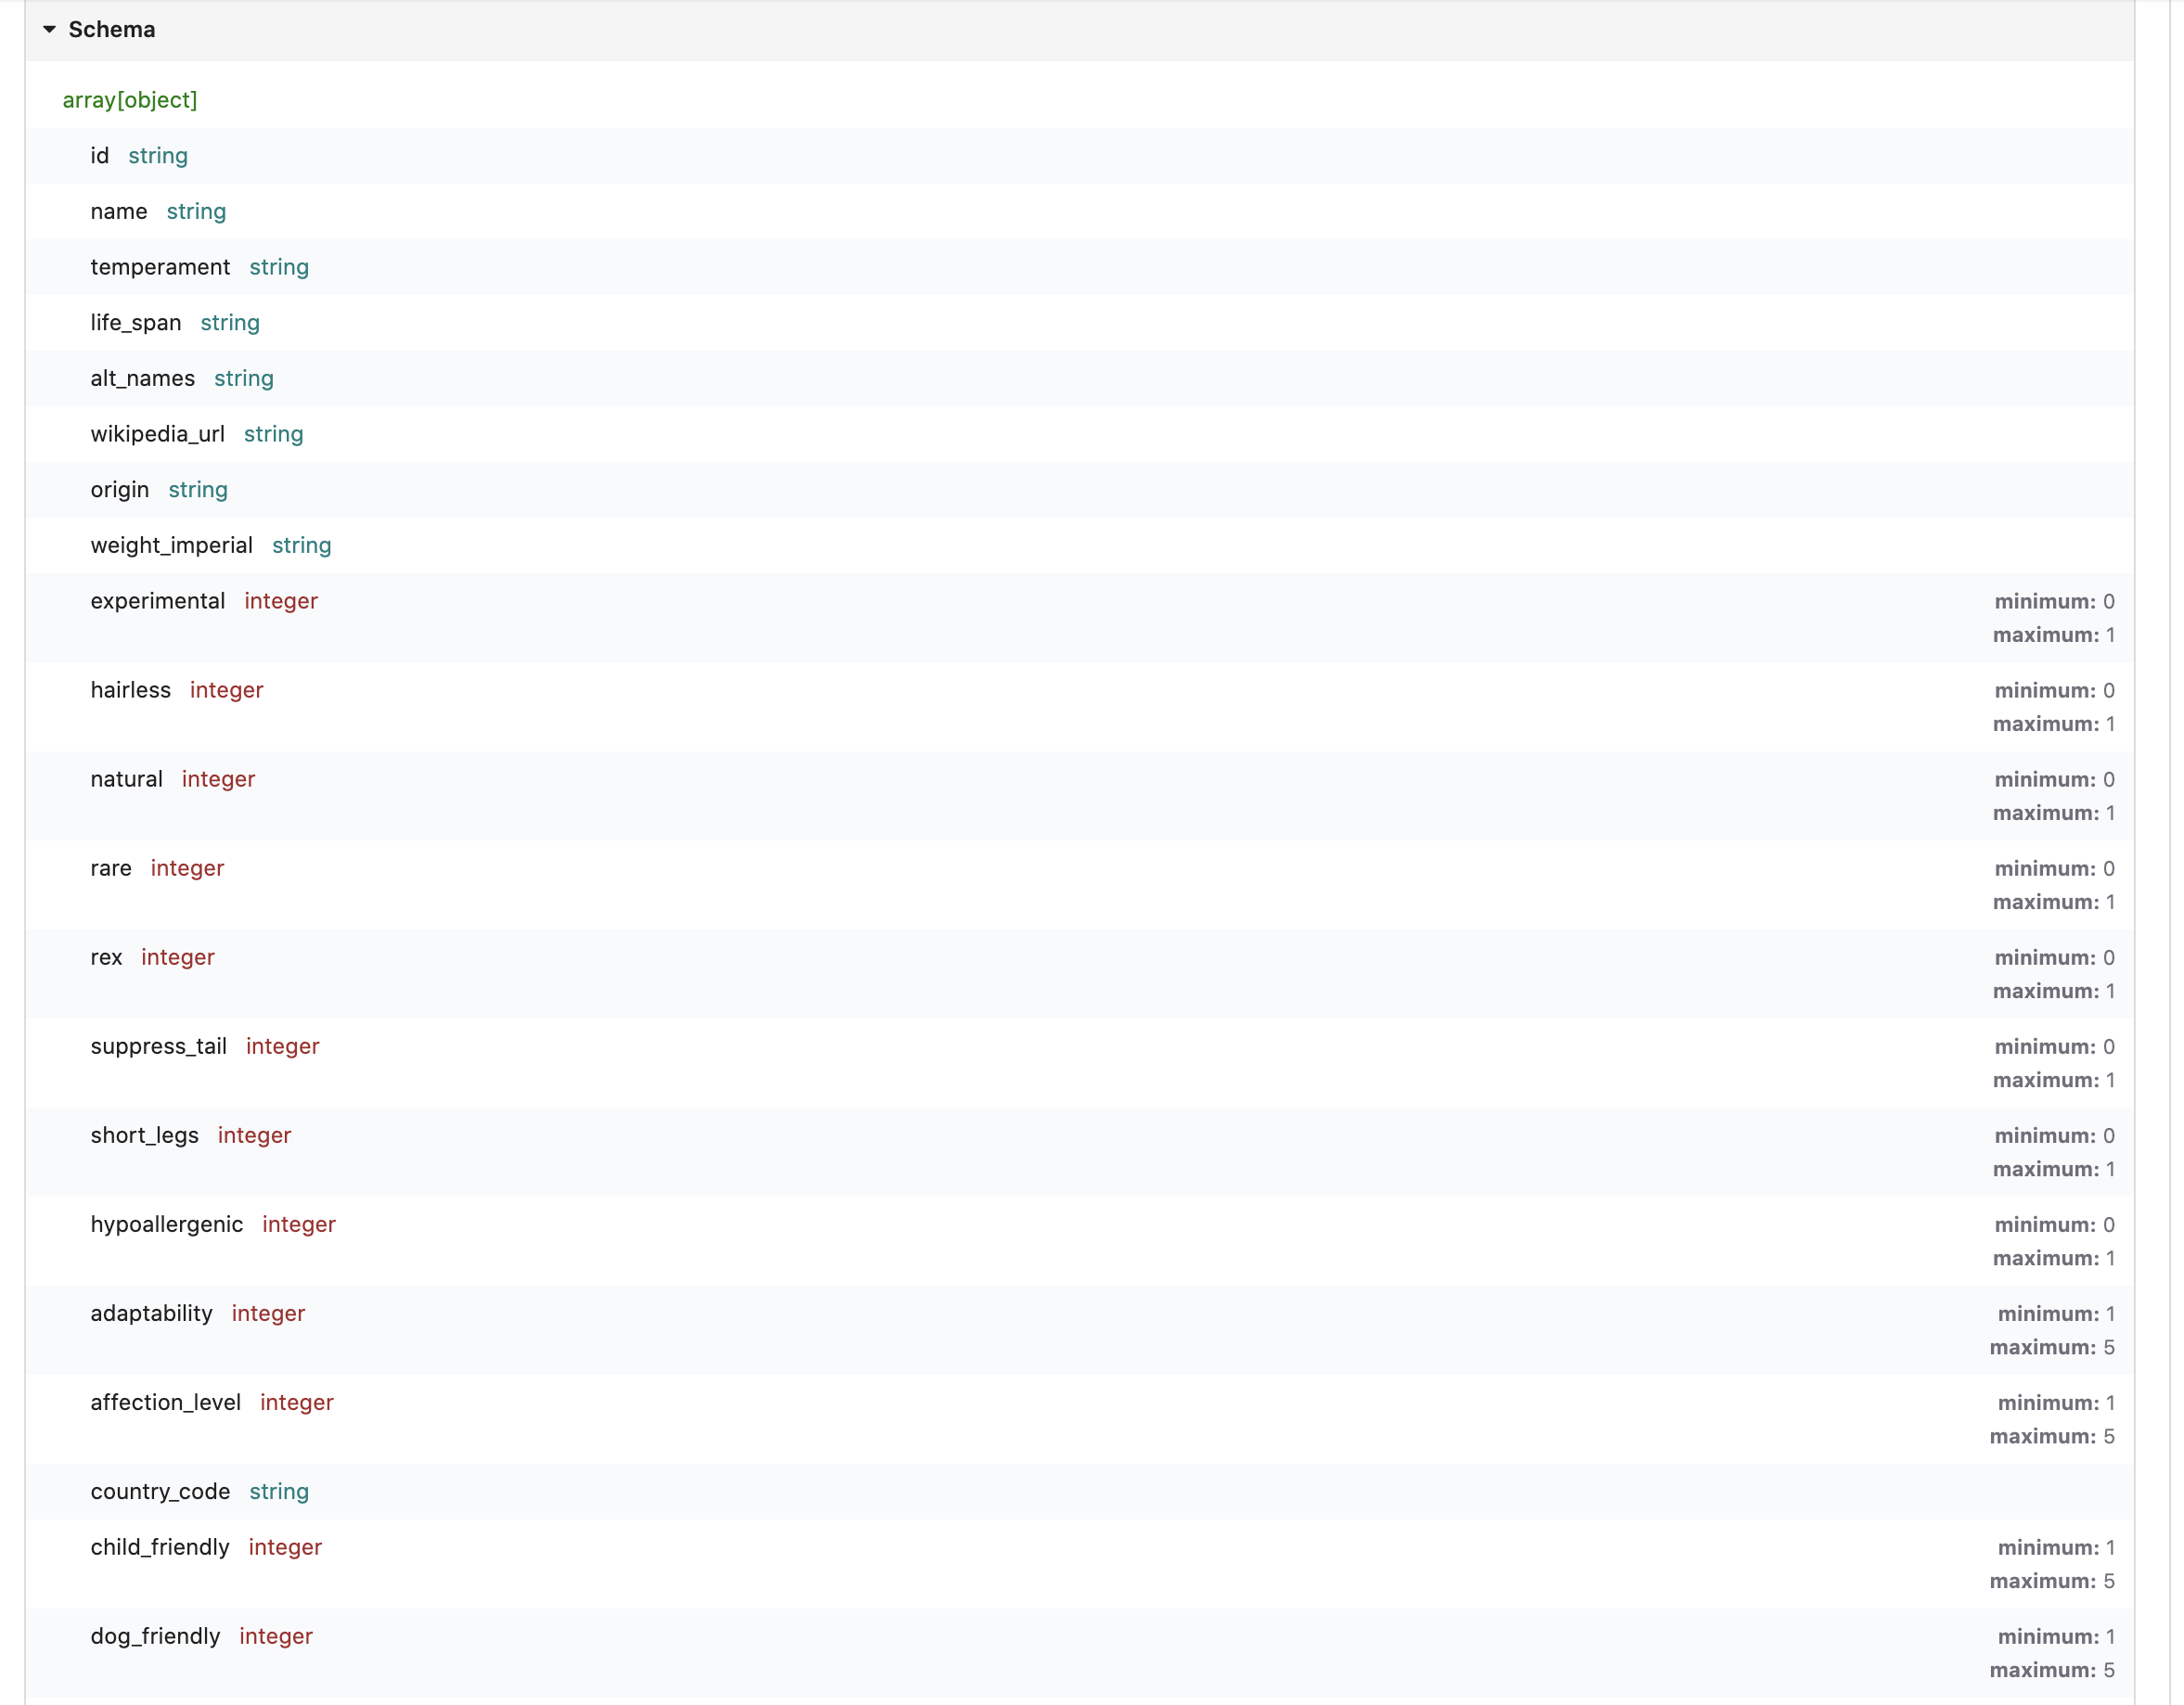 Schema
array[object]
id string
name string
temperament string
life_span string
alt_names string
wikipedia_url string
origin string
weight_imperial string
experimental integer minimum: 0
maximum: 1
hairless integer minimum: 0
maximum: 1
natural integer minimum: 0
maximum: 1
rare integer minimum: 0
maximum: 1
rex integer minimum: 0
maximum: 1
suppress_tail integer minimum: 0
maximum: 1
short_legs integer minimum: 0
maximum: 1
hypoallergenic integer minimum: 0
maximum: 1
adaptability integer minimum: 1
maximum: 5
affection_level integer minimum: 1
maximum: 5
country_code string
child_friendly integer minimum: 1
maximum: 5
dog_friendly integer minimum: 1
maximum: 5